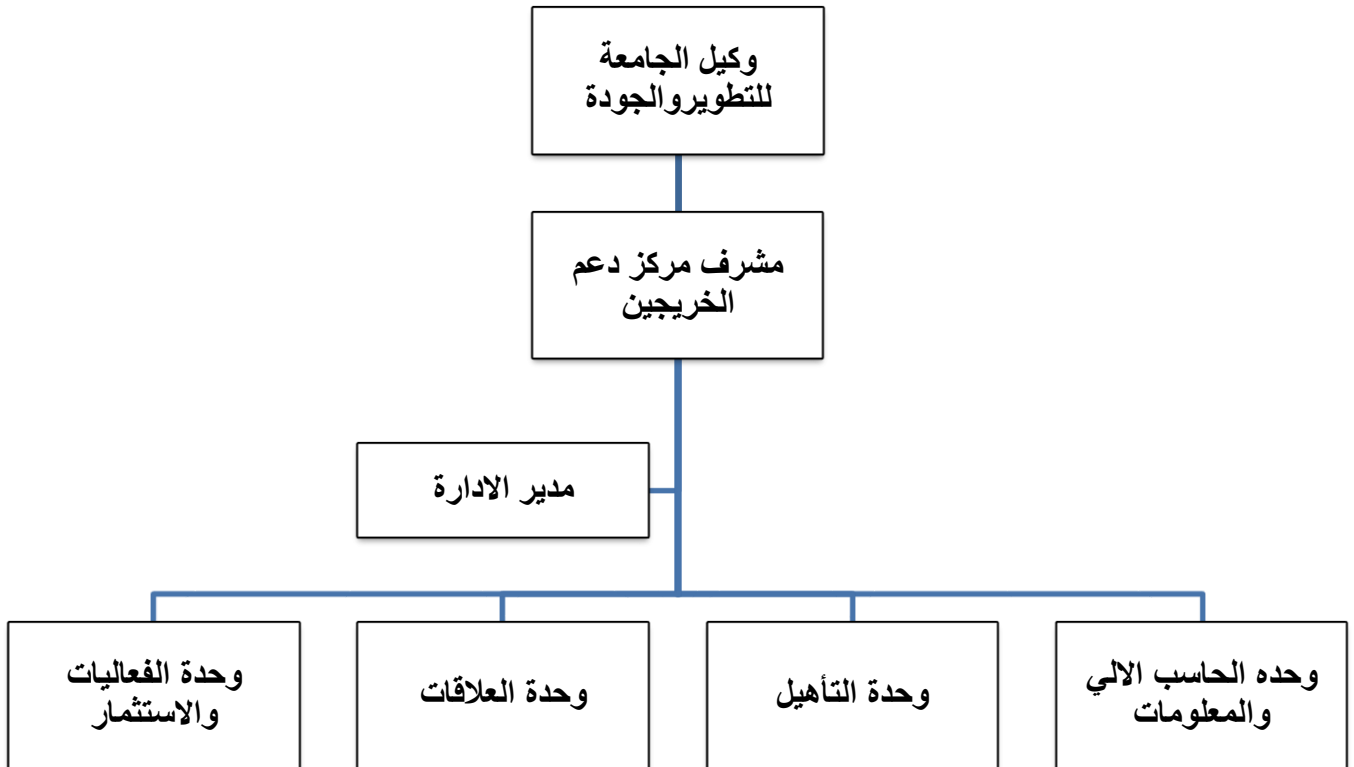 وكيل الجامعة
للتطويروالجودة
مشرف مركز دعم
الخريجين
مدير الادارة
وحده الحاسب الالي
والمعلومات
وحدة التأهيل
وحدة العلاقات
وحدة الفعاليات
والاستثمار